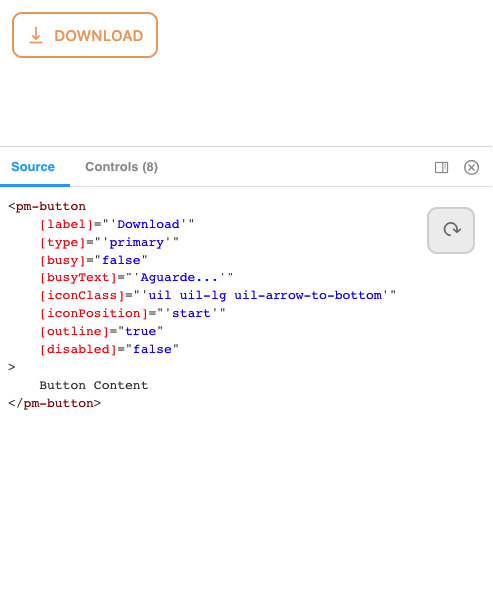 DOWNLOAD
Source Controls (8)
<pm-button
    [label]="'Download'"
    [type]="'primary'"
    [busy]="false"
    [busyText]="'Aguarde...'"
    [iconClass]="'uil uil-lg uil-arrow-to-bottom'"
    [iconPosition]="'start'"
    [outline]="true"
    [disabled]="false"
>
    Button Content
</pm-button>